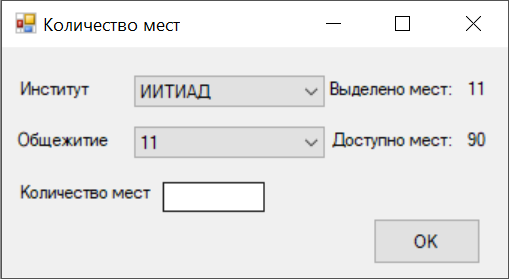 Количество мест
Институт ИИТИАД Выделено мест: 11
Общежитие 11 Доступно мест: 90
Количество мест
OK